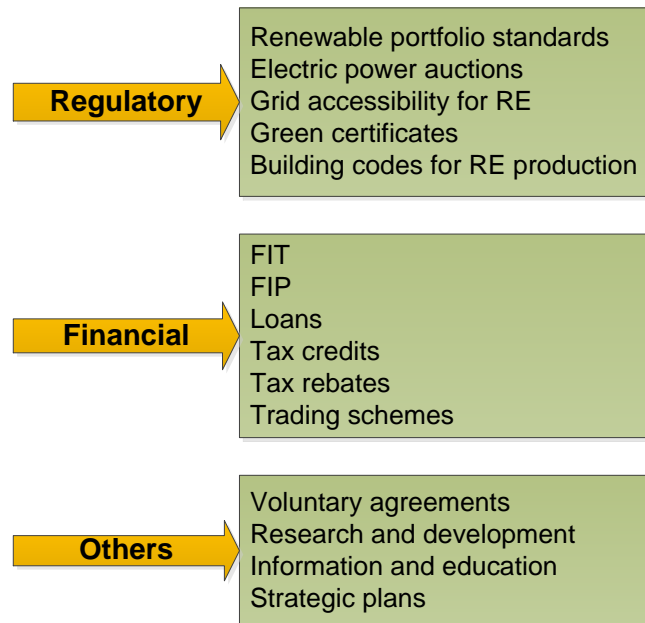 Regulatory
Renewable portfolio standards
Electric power auctions
Grid accessibility for RE
Green certificates
Building codes for RE production
Financial
FIT
FIP
Loans
Tax credits
Tax rebates
Trading schemes
Others
Voluntary agreements
Research and development
Information and education
Strategic plans